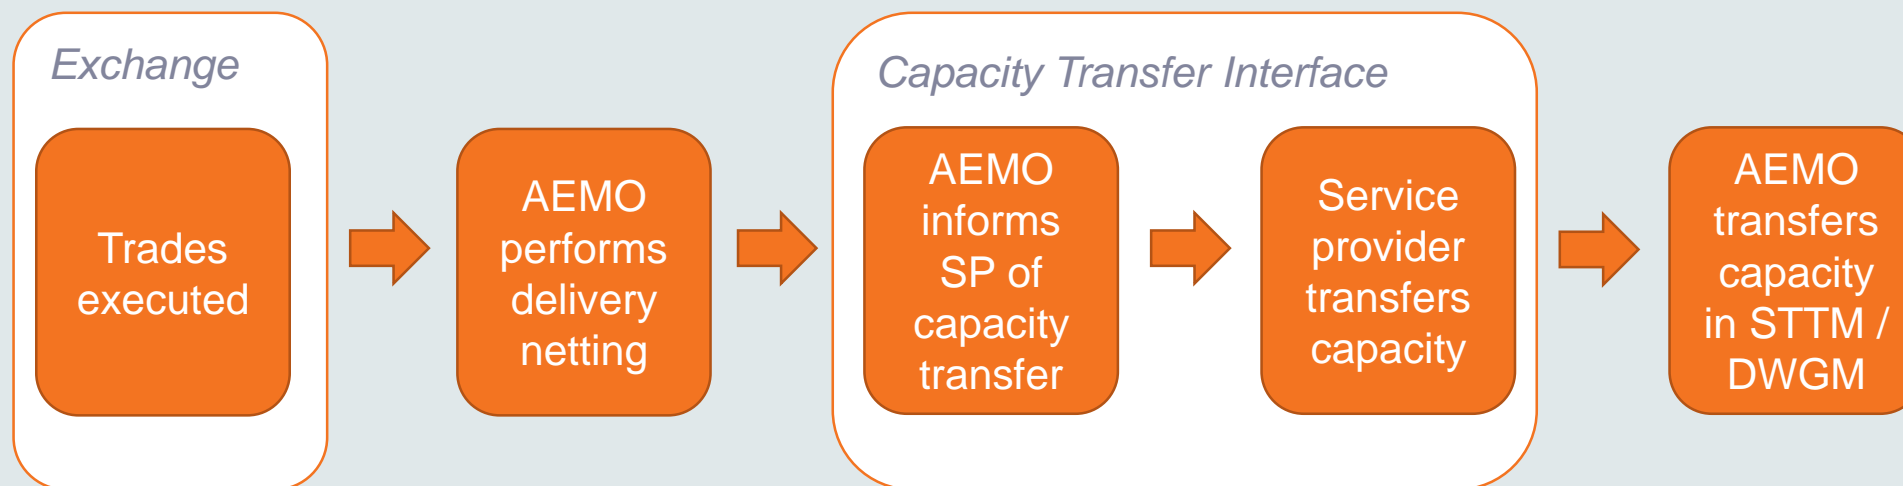 Exchange
Trades
executed
AEMO
performs
delivery
netting
Capacity Transfer Interface
AEMO
informs
SP of
capacity
transfer
Service
provider
transfers
capacity
AEMO
transfers
capacity
in STTM /
DWGM